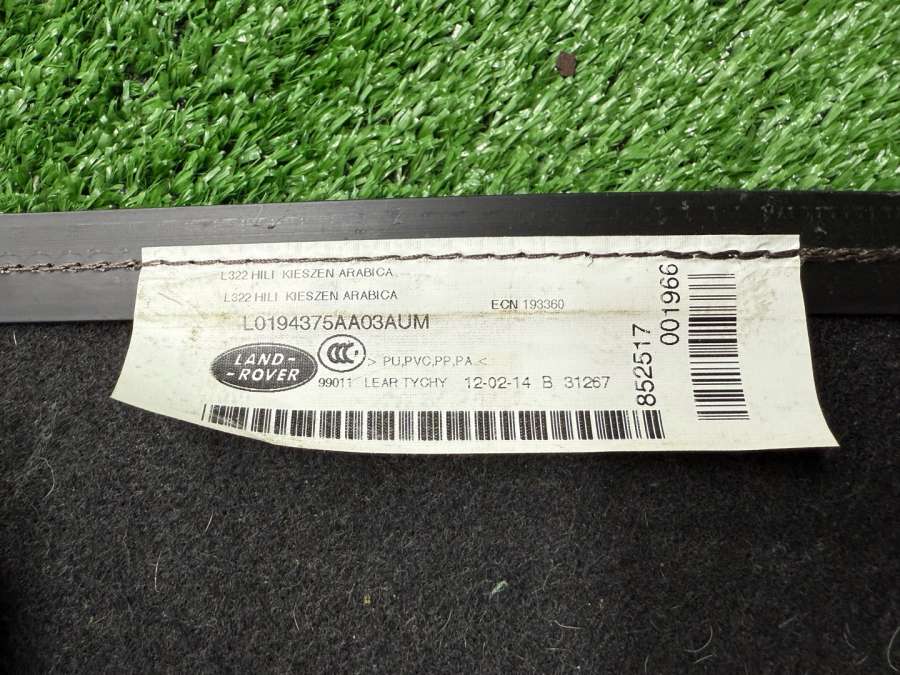 L322 HILI KIESZEN ARABICA
L322 HILI KIESZEN ARABICA
ECN 193360
L0194375AA03AUM
LAND-
-ROVER
CCC
> PU,PVC,PP,PA.<
99011 LEAR TYCHY 12-02-14 B 31267
852517
001966